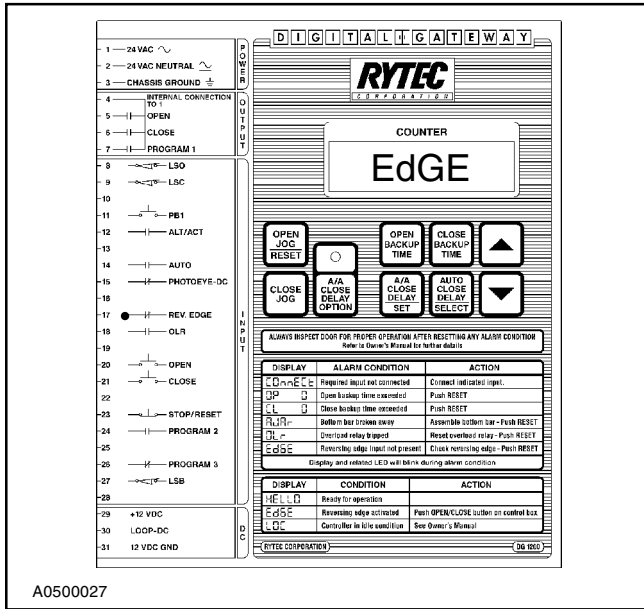 DIGITAL GATEWAY
1 24 VAC
2 24 VAC NEUTRAL
3 CHASSIS GROUND
POWER
4 INTERNAL CONNECTION
TO 1
5 OPEN
6 CLOSE
7 PROGRAM 1
OUTPUT
8 LSO
9 LSC
10
11 PB1
12 ALT/ACT
13
14 AUTO
15 PHOTOEYE-DC
16
17 REV. EDGE
18 OLR
19
20 OPEN
21 CLOSE
22
23 STOP/RESET
24 PROGRAM 2
25
26 PROGRAM 3
27 LSB
28
INPUT
29 +12 VDC
30 LOOP-DC
31 12 VDC GND
DC
RYTEC
CORPORATION
COUNTER
EdGE
OPEN
JOG
RESET
OPEN
BACKUP
TIME
CLOSE
BACKUP
TIME
CLOSE
JOG
A/A
CLOSE
DELAY
OPTION
A/A
CLOSE
DELAY
SET
AUTO
CLOSE
DELAY
SELECT
ALWAYS INSPECT DOOR FOR PROPER OPERATION AFTER RESETTING ANY ALARM CONDITION
Refer to Owner's Manual for further details
DISPLAY ALARM CONDITION ACTION
COnnECt Required input not connected Connect indicated input.
OP 0 Open backup time exceeded Push RESET
CL 0 Close backup time exceeded Push RESET
AJAr Bottom bar broken away Assemble bottom bar - Push RESET
OLr Overload relay tripped Reset overload relay - Push RESET
EdGE Reversing edge input not present Check reversing edge - Push RESET
Display and related LED will blink during alarm condition
DISPLAY CONDITION ACTION
HELLO Ready for operation
EdGE Reversing edge activated Push OPEN/CLOSE button on control box
LOC Controller in idle condition See Owner's Manual
RYTEC CORPORATION DG 1200
A0500027